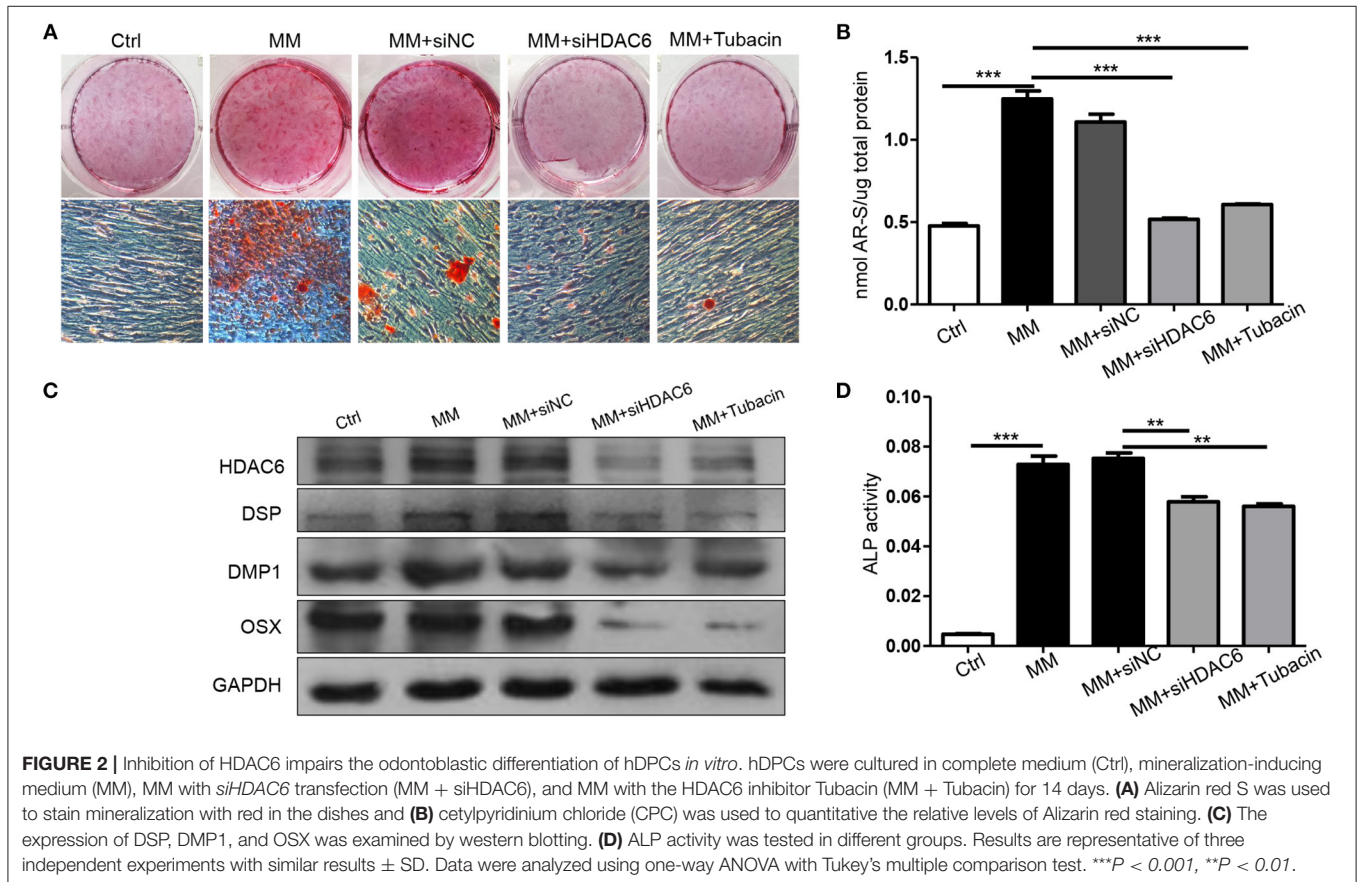 A
Ctrl
MM
MM+siNC
MM+siHDAC6
MM+Tubacin
B
***
***
***
nmol AR-S/ug total protein
1.5
1.0
0.5
0.0
Ctrl
MM
MM+siNC
MM+siHDAC6
MM+Tubacin
C
Ctrl
MM
MM+siNC
MM+siHDAC6
MM+Tubacin
HDAC6
DSP
DMP1
OSX
GAPDH
D
***
**
**
ALP activity
0.10
0.08
0.06
0.04
0.02
0.00
Ctrl
MM
MM+siNC
MM+siHDAC6
MM+Tubacin
FIGURE 2 | Inhibition of HDAC6 impairs the odontoblastic differentiation of hDPCs in vitro. hDPCs were cultured in complete medium (Ctrl), mineralization-inducing
medium (MM), MM with siHDAC6 transfection (MM + siHDAC6), and MM with the HDAC6 inhibitor Tubacin (MM + Tubacin) for 14 days. (A) Alizarin red S was used
to stain mineralization with red in the dishes and (B) cetylpyridinium chloride (CPC) was used to quantitative the relative levels of Alizarin red staining. (C) The
expression of DSP, DMP1, and OSX was examined by western blotting. (D) ALP activity was tested in different groups. Results are representative of three
independent experiments with similar results ± SD. Data were analyzed using one-way ANOVA with Tukey's multiple comparison test. ***P < 0.001, **P < 0.01.